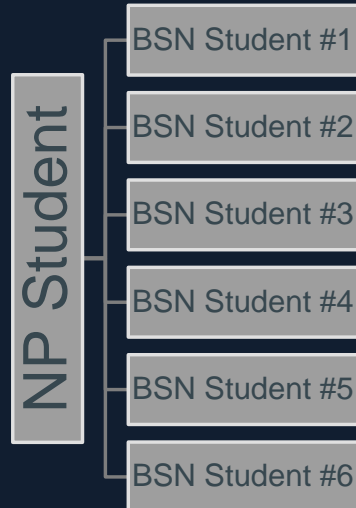 NP Student
BSN Student #1
BSN Student #2
BSN Student #3
BSN Student #4
BSN Student #5
BSN Student #6